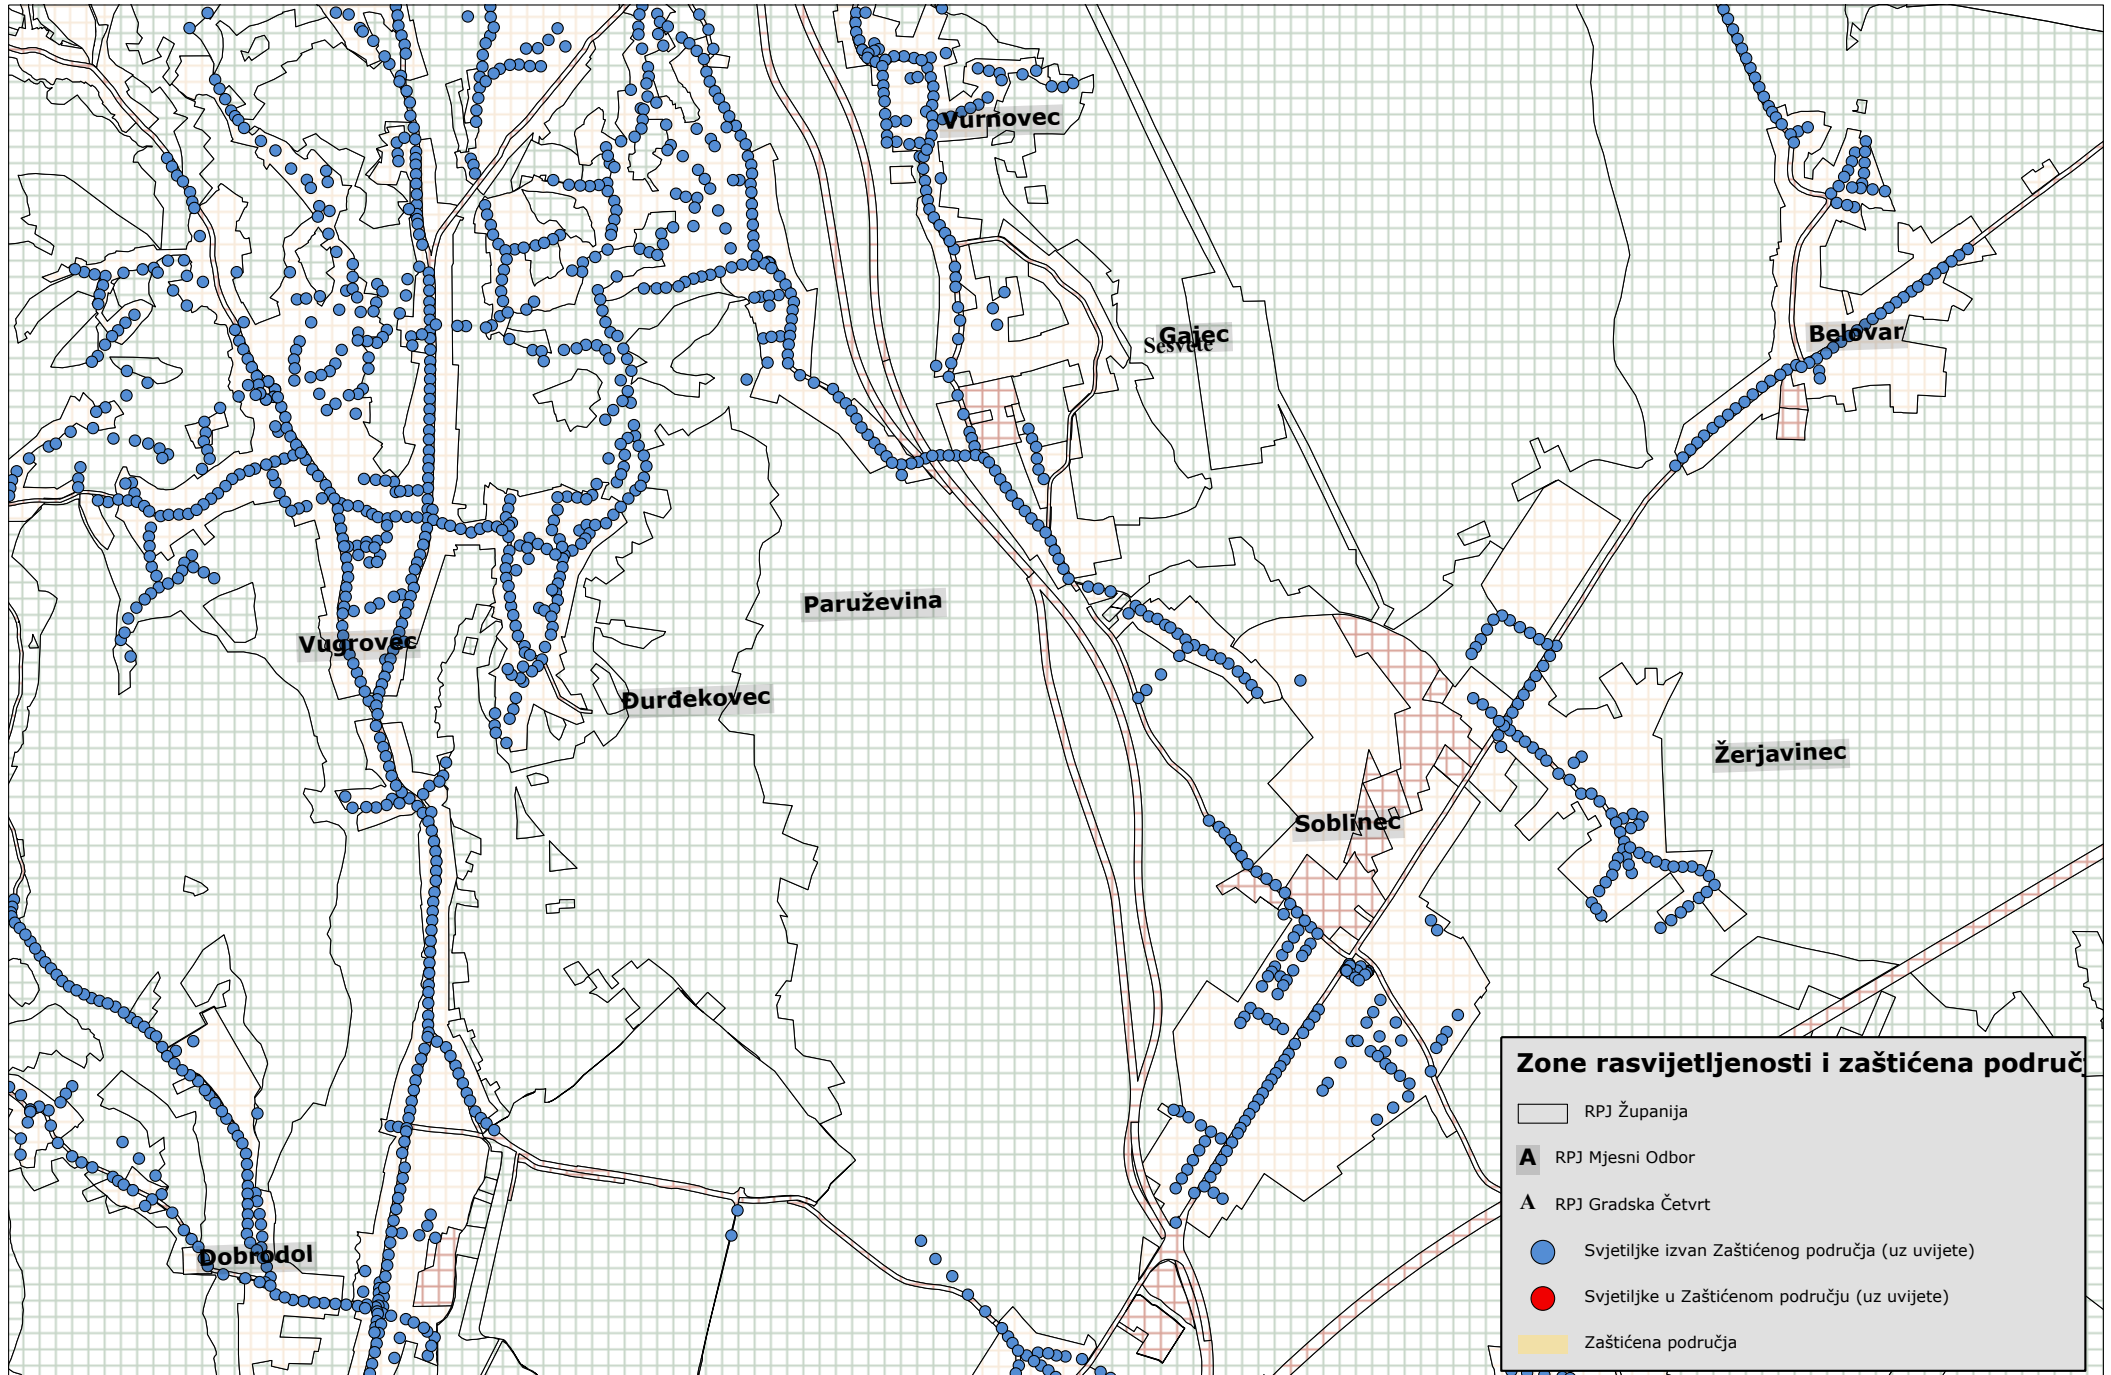 Vurnovec
Gajec
Sesvete
Belovar
Paruževina
Vugrovec
Đurđekovec
Žerjavinec
Soblinec
Dobrodol
Zone rasvijetljenosti i zaštićena područ
RPJ Županija
A RPJ Mjesni Odbor
A RPJ Gradska Četvrt
Svjetiljke izvan Zaštićenog područja (uz uvijete)
Svjetiljke u Zaštićenom području (uz uvijete)
Zaštićena područja